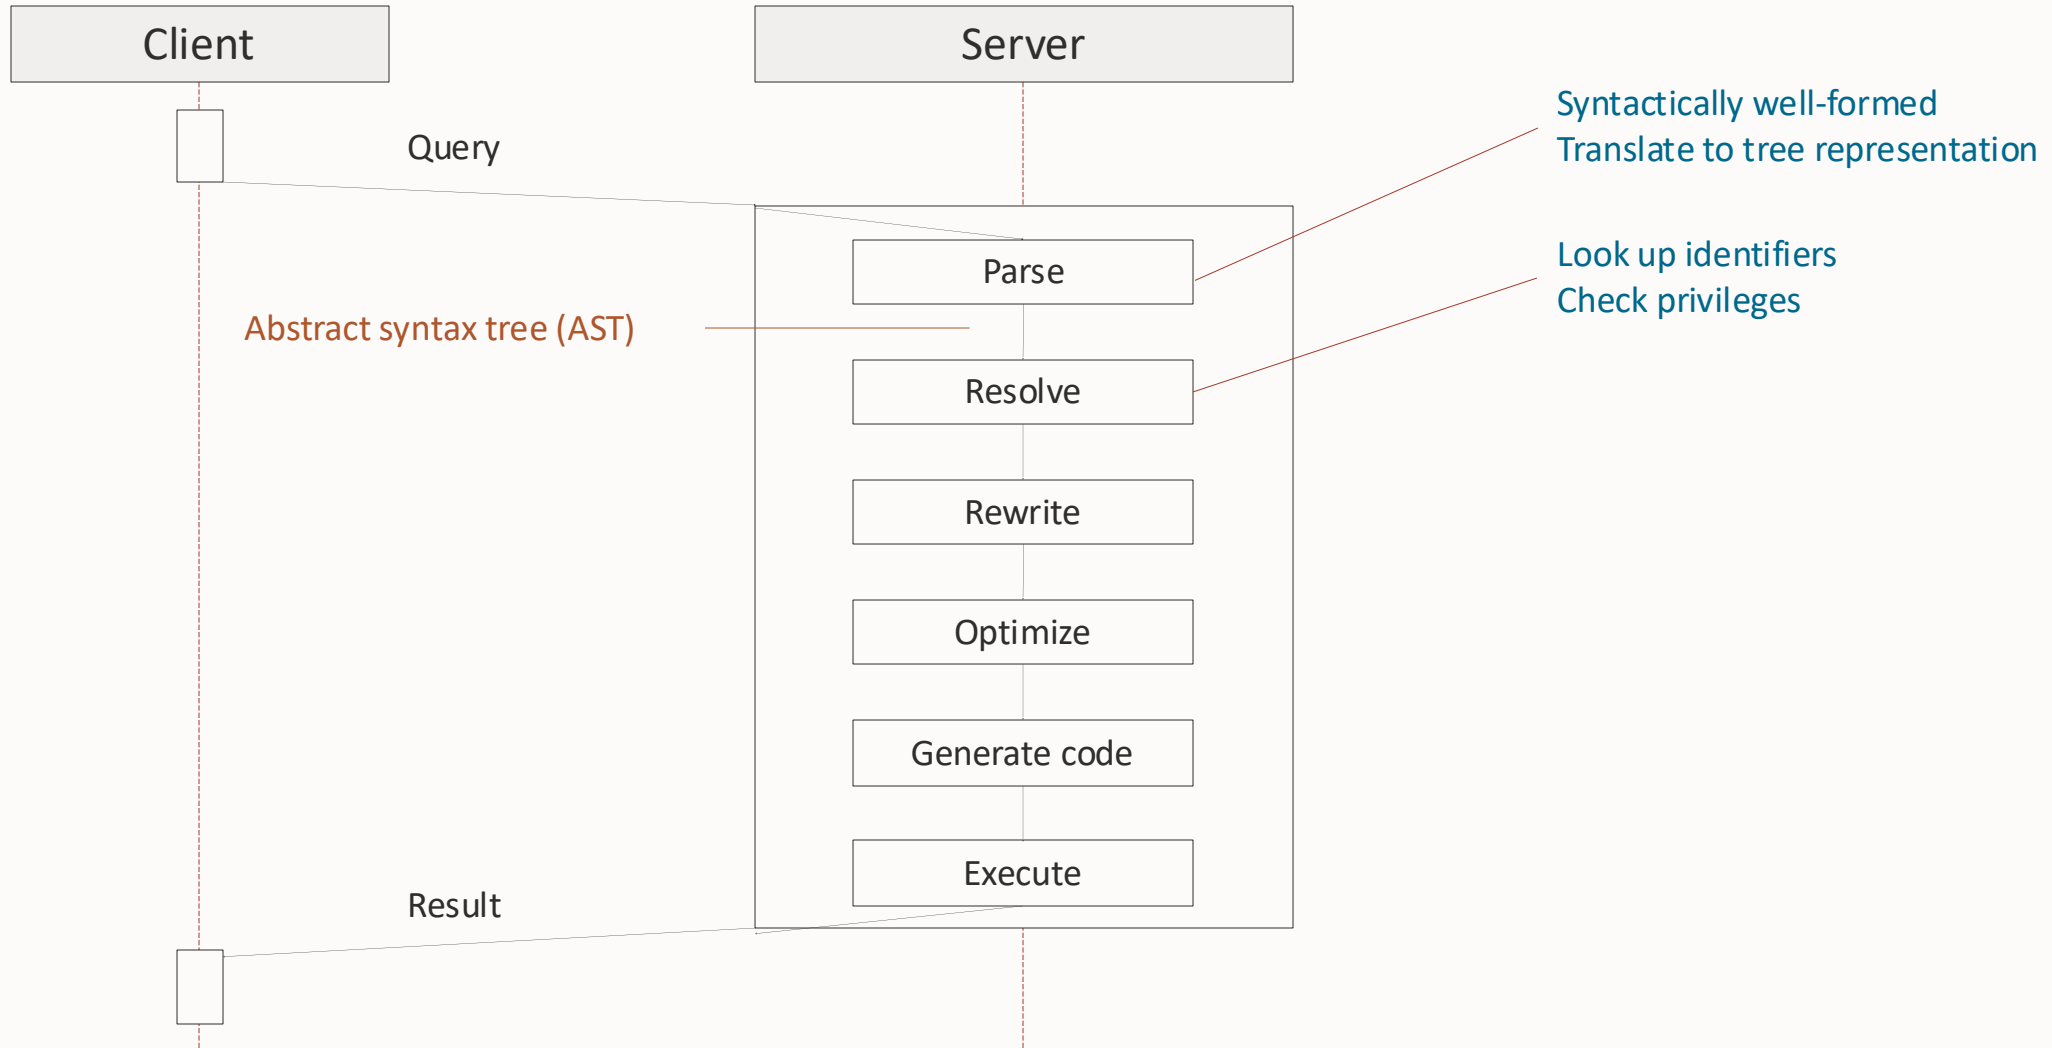 Client
Server
Syntactically well-formed
Translate to tree representation
Query
Look up identifiers
Check privileges
Parse
Abstract syntax tree (AST)
Resolve
Rewrite
Optimize
Generate code
Execute
Result